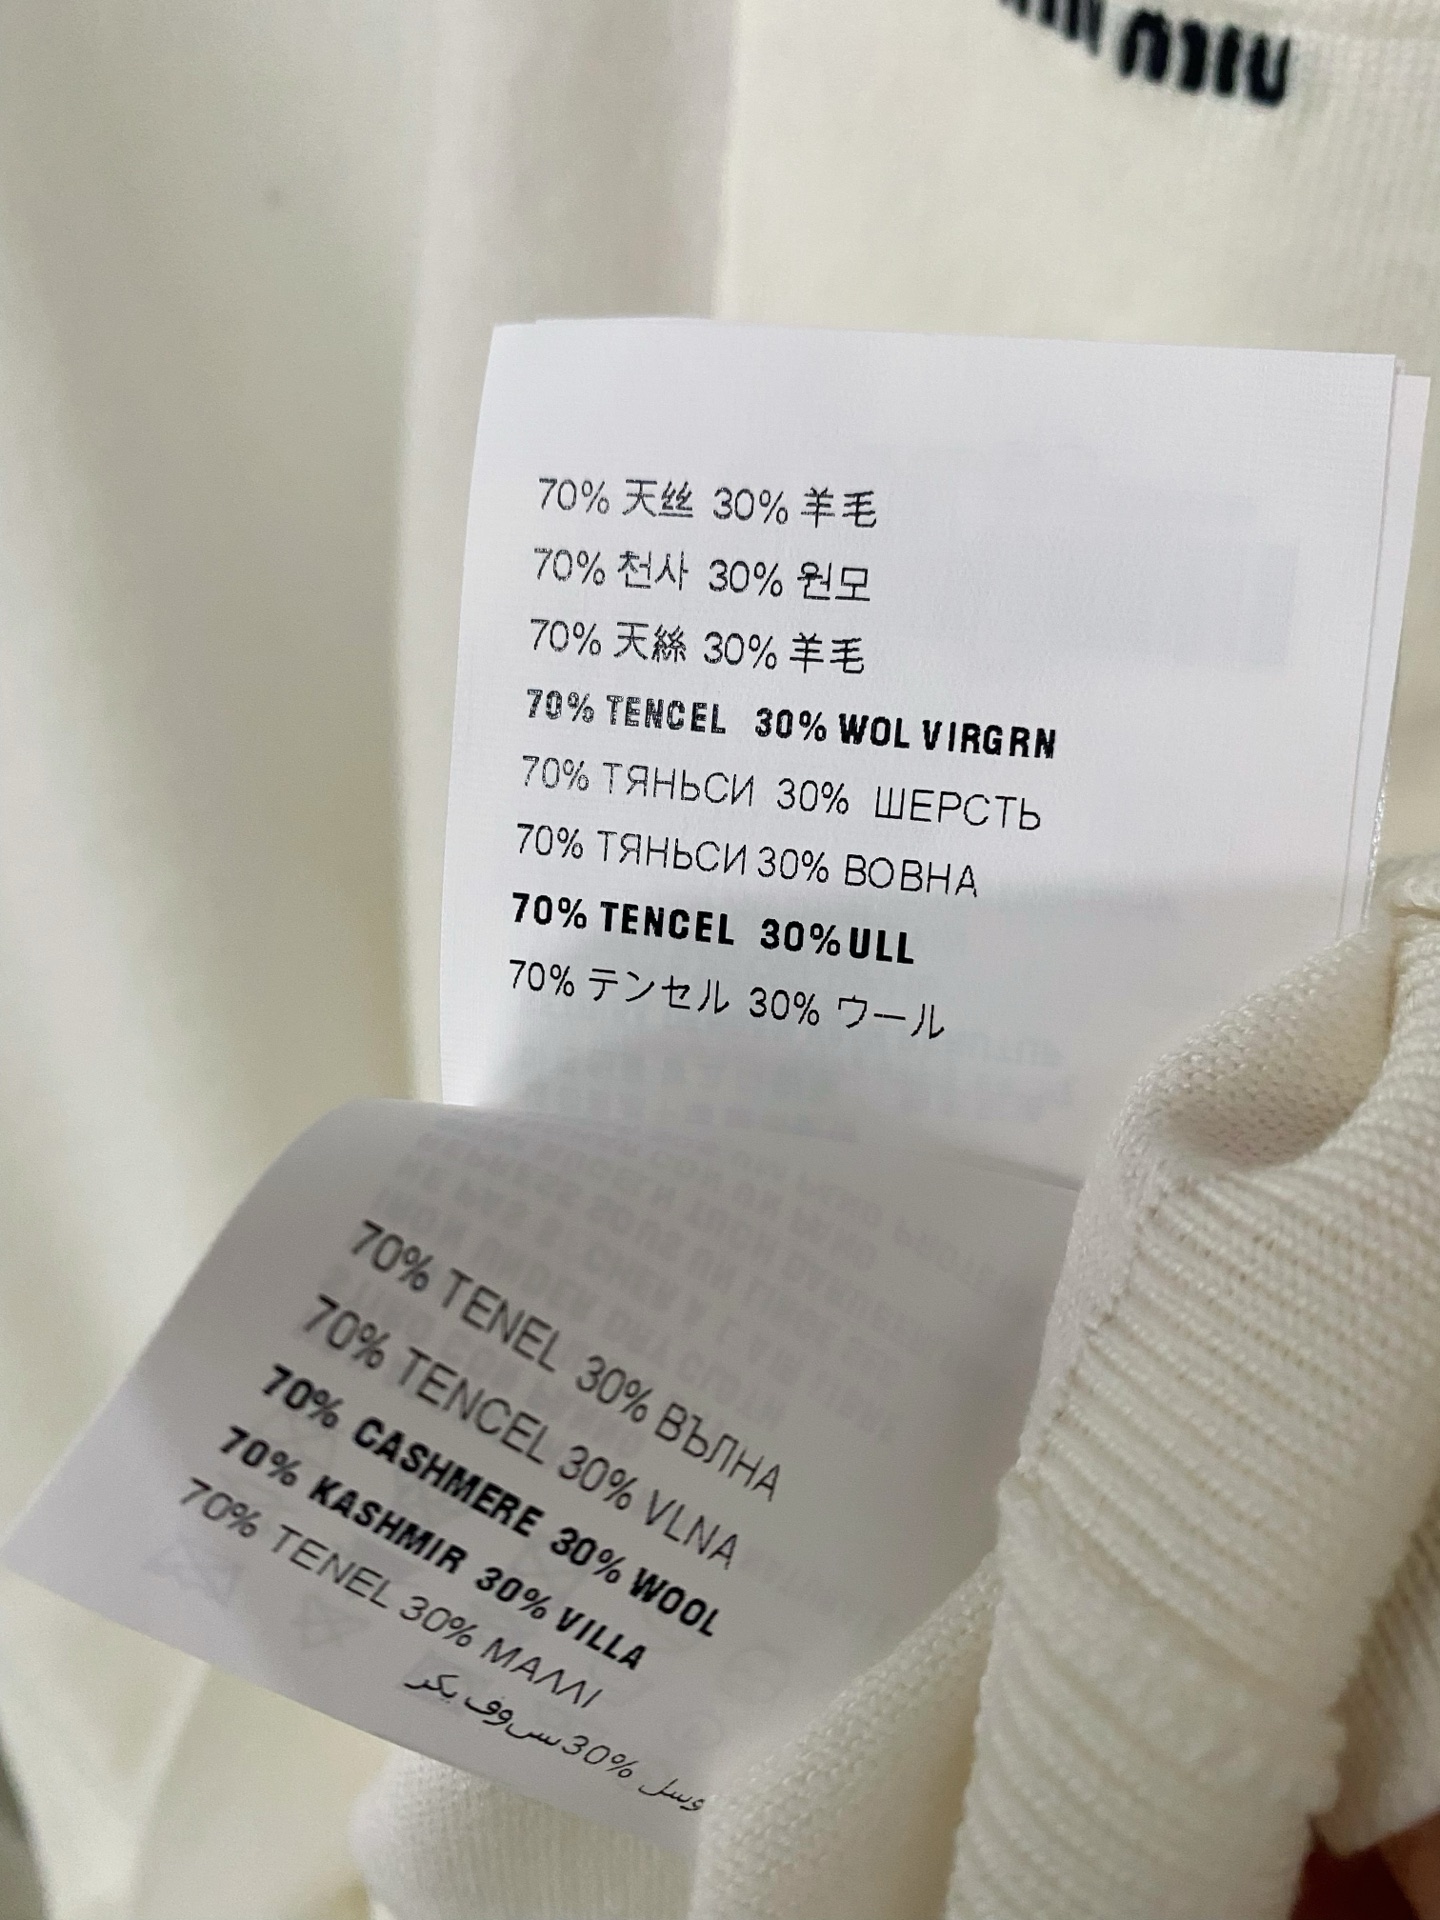 70% 天丝 30% 羊毛
70% 천사 30% 원모
70% 天絲 30% 羊毛
70% TENCEL 30% WOL VIRGRN
70% ТЯНЬСИ 30% ШЕРСТЬ
70% ТЯНЬСИ 30% ВОВНА
70% TENCEL 30% ULL
70% テンセル 30% ウール
70% TENEL 30% ВЪЛНА
70% TENCEL 30% VLNA
70% CASHMERE 30% WOOL
70% KASHMIR 30% VILLA
70% TENEL 30% ΜΑΛΛΙ
30%